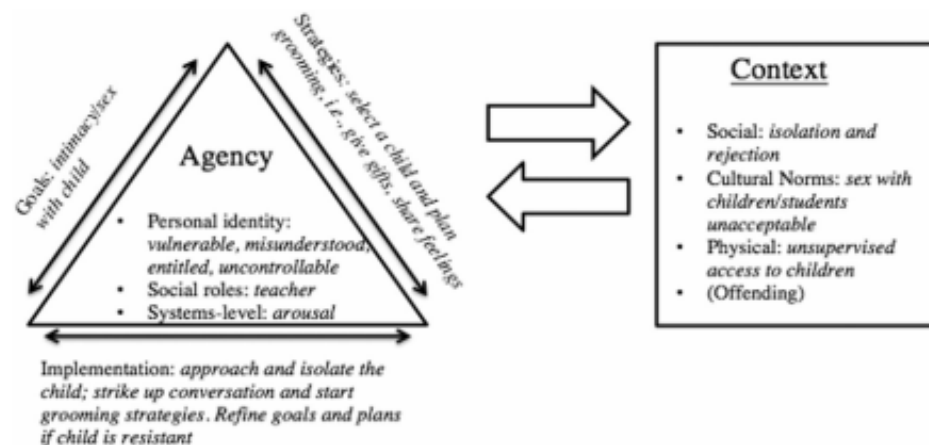 Goals: intimacy/sex
with child
Strategies: select a child and plan
grooming, i.e., give gifts, share feelings
Agency
• Personal identity:
vulnerable, misunderstood,
entitled, uncontrollable
• Social roles: teacher
• Systems-level: arousal
Implementation: approach and isolate the
child; strike up conversation and start
grooming strategies. Refine goals and plans
if child is resistant
Context
• Social: isolation and
rejection
• Cultural Norms: sex with
children/students
unacceptable
• Physical: unsupervised
access to children
• (Offending)